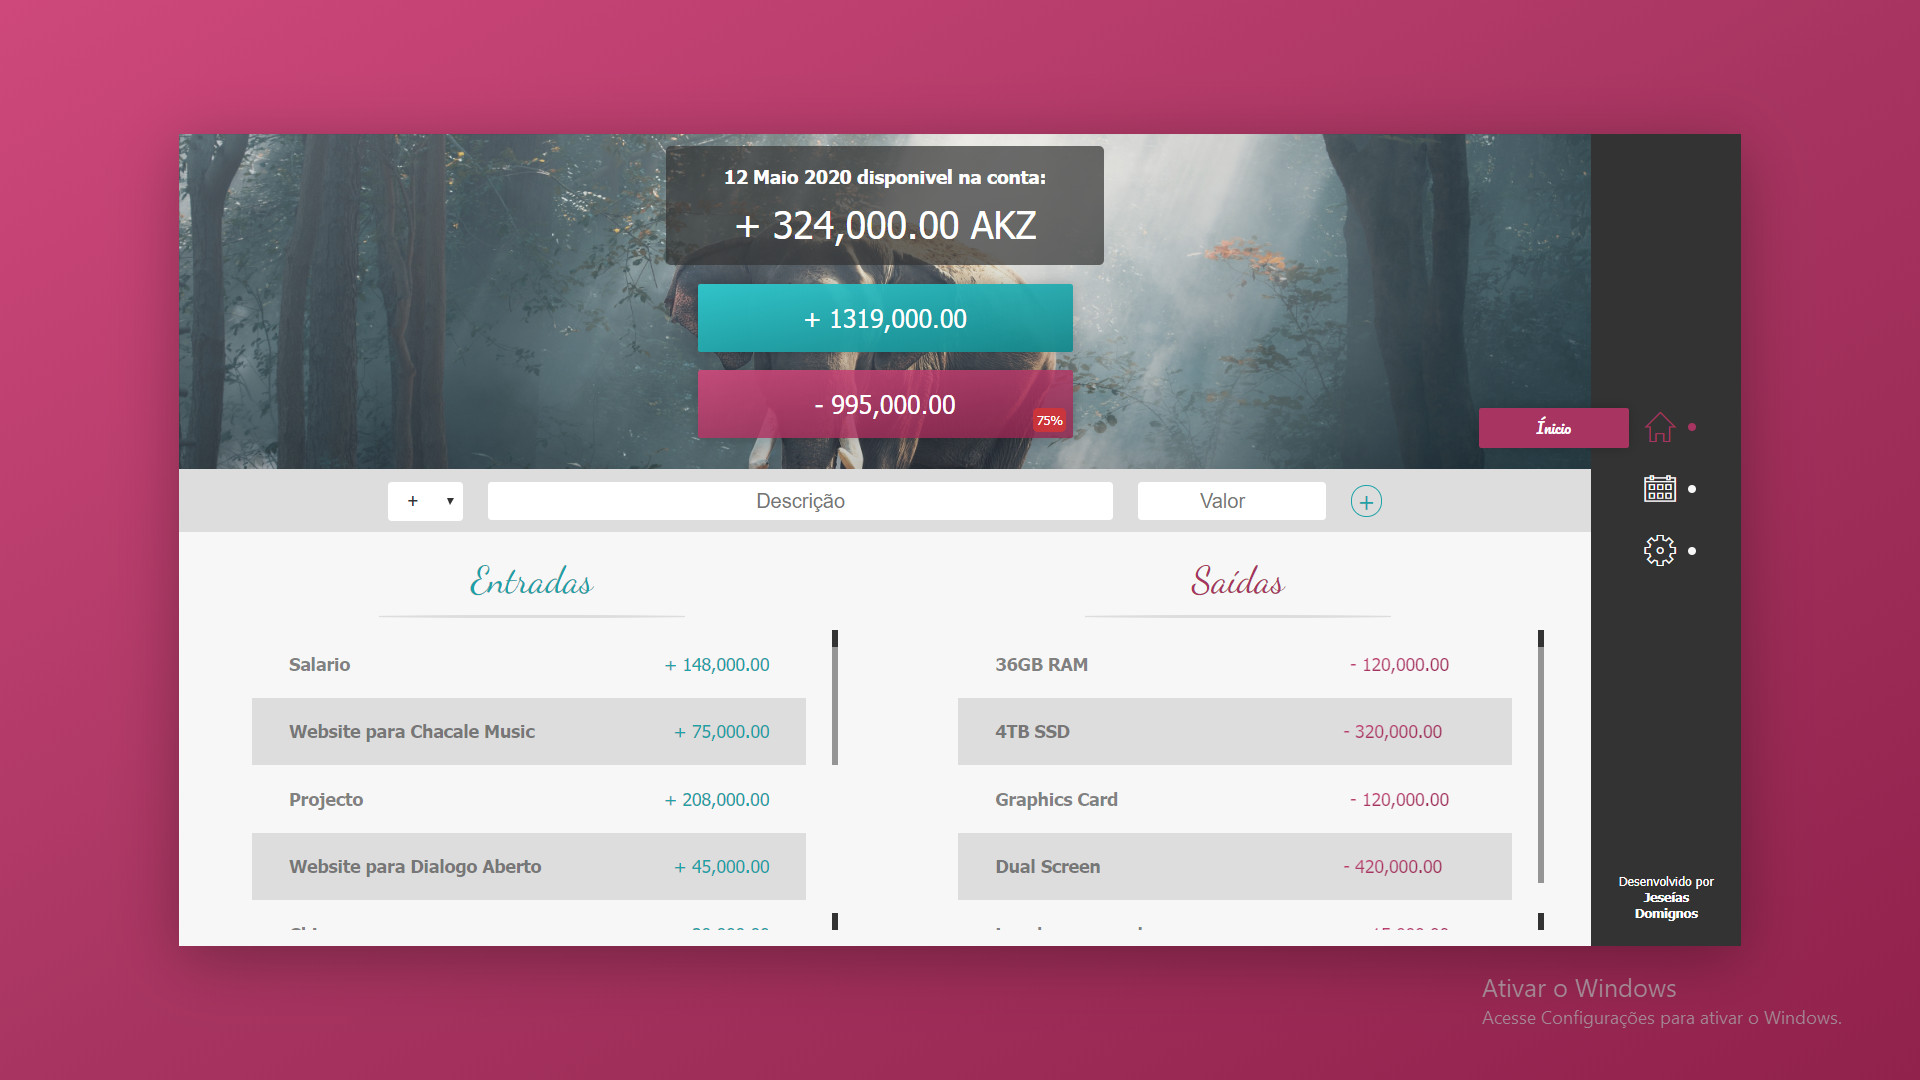 12 Maio 2020 disponivel na conta:
+ 324,000.00 AKZ
+ 1319,000.00
- 995,000.00
75%
Ínicio
+
Descrição
Valor
+
Entradas
Salario + 148,000.00
Website para Chacale Music + 75,000.00
Projecto + 208,000.00
Website para Dialogo Aberto + 45,000.00
Saídas
36GB RAM - 120,000.00
4TB SSD - 320,000.00
Graphics Card - 120,000.00
Dual Screen - 420,000.00
Desenvolvido por
Jeseías
Domignos
Ativar o Windows
Acesse Configurações para ativar o Windows.